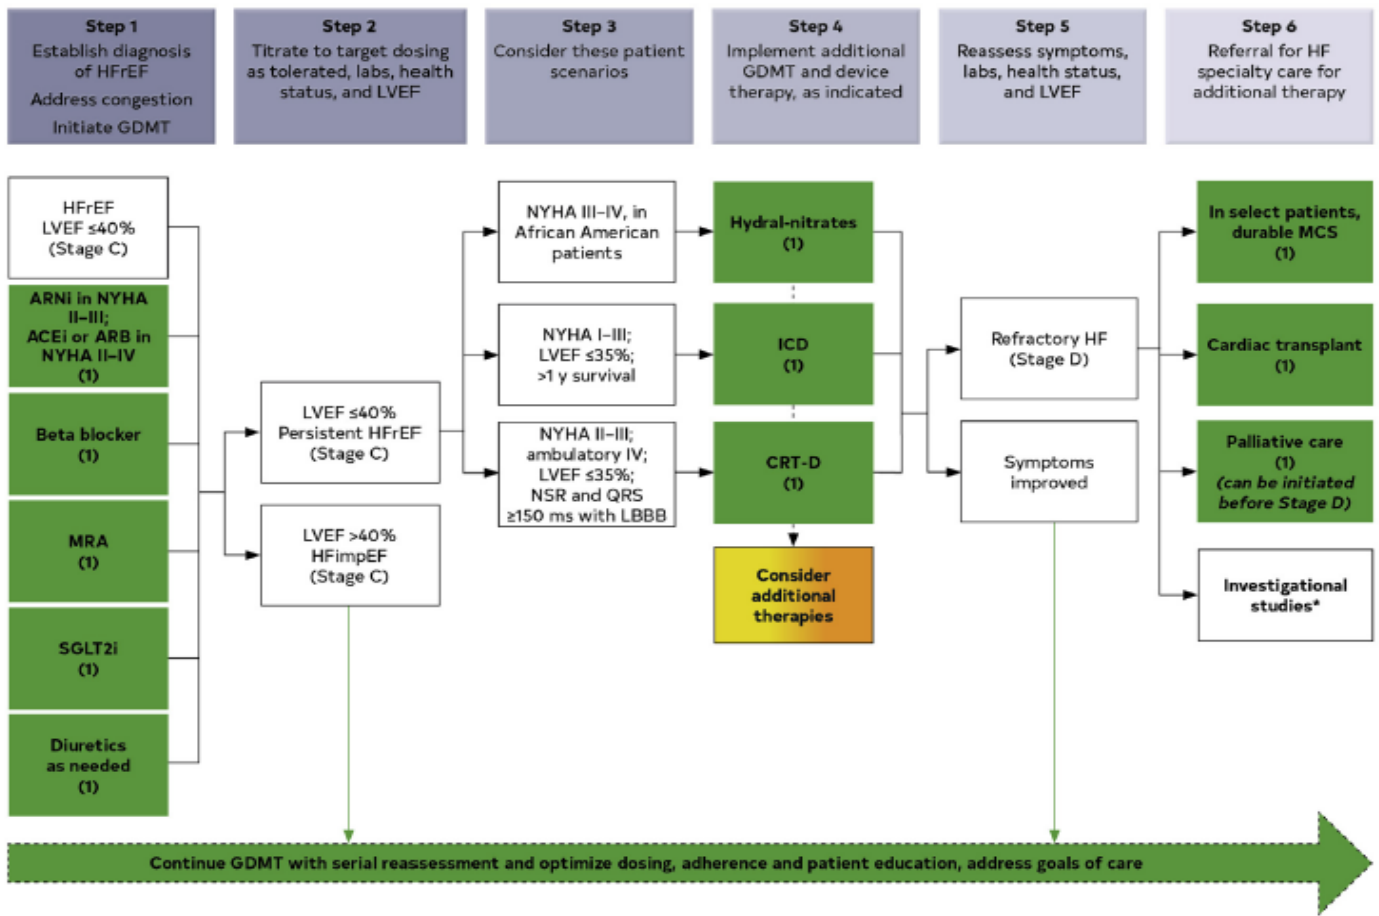 Step 1
Establish diagnosis
of HFrEF
Address congestion
Initiate GDMT
Step 2
Titrate to target dosing
as tolerated, labs, health
status, and LVEF
Step 3
Consider these patient
scenarios
Step 4
Implement additional
GDMT and device
therapy, as indicated
Step 5
Reassess symptoms,
labs, health status,
and LVEF
Step 6
Referral for HF
specialty care for
additional therapy
HFrEF
LVEF ≤40%
(Stage C)
ARNi in NYHA
II–III;
ACEi or ARB in
NYHA II–IV
(1)
Beta blocker
(1)
MRA
(1)
SGLT2i
(1)
Diuretics
as needed
(1)
LVEF ≤40%
Persistent HFrEF
(Stage C)
LVEF >40%
HFimpEF
(Stage C)
NYHA III–IV, in
African American
patients
NYHA I–III;
LVEF ≤35%;
>1 y survival
NYHA II–III;
ambulatory IV;
LVEF ≤35%;
NSR and QRS
≥150 ms with LBBB
Hydral-nitrates
(1)
ICD
(1)
CRT-D
(1)
Consider
additional
therapies
Refractory HF
(Stage D)
Symptoms
improved
In select patients,
durable MCS
(1)
Cardiac transplant
(1)
Palliative care
(1)
(can be initiated
before Stage D)
Investigational
studies*
Continue GDMT with serial reassessment and optimize dosing, adherence and patient education, address goals of care